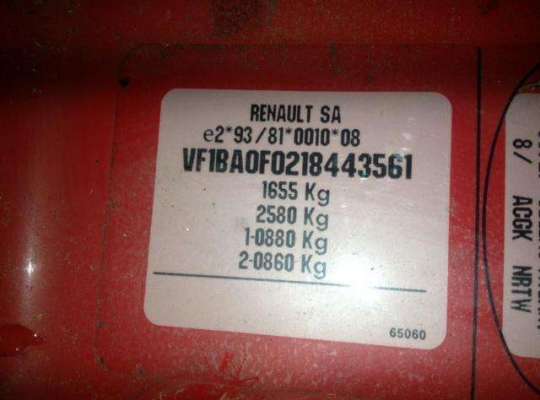 RENAULT SA
e2*93/81*0010*08
VF1BA0F0218443561
1655 Kg
2580 Kg
1-0880 Kg
2-0860 Kg
65060
8/ ACGK NRTW